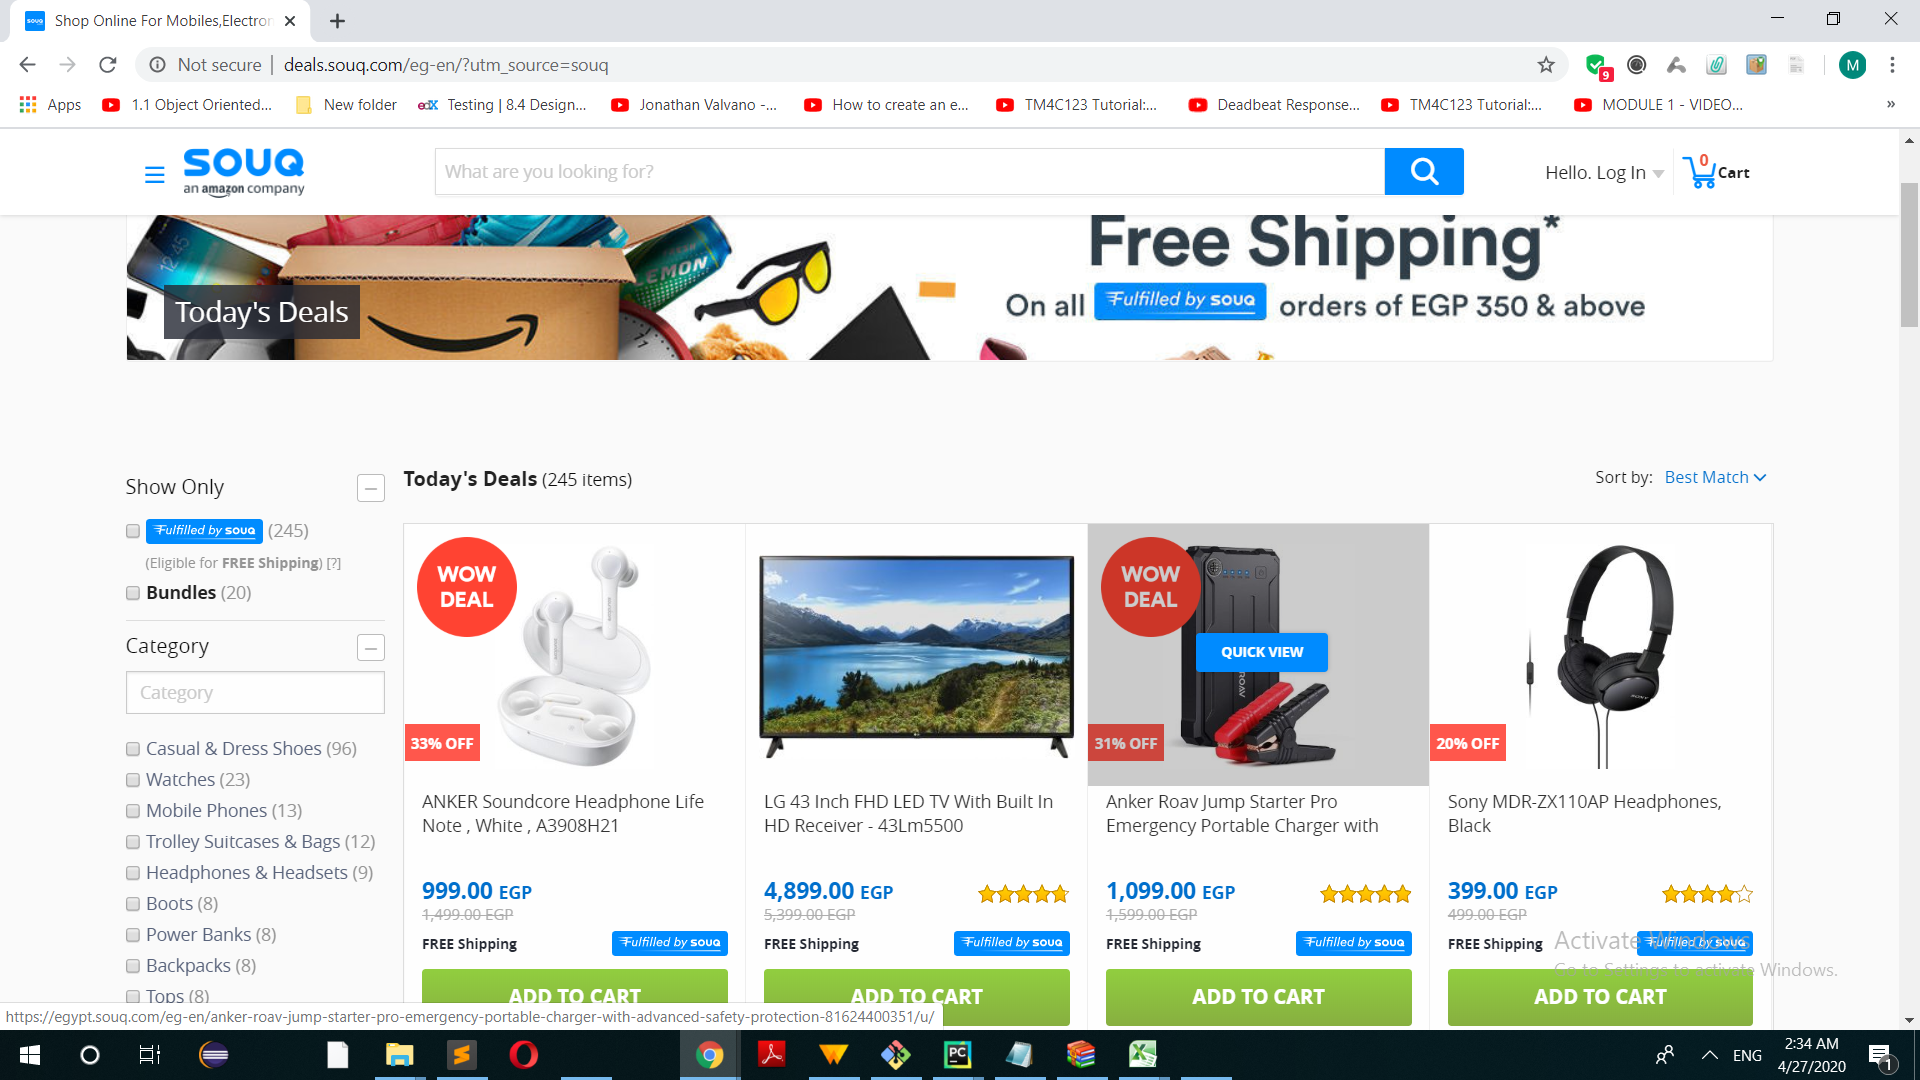 souq
Shop Online For Mobiles,Electron
Not secure
deals.souq.com/eg-en/?utm_source=souq
9
M
Apps
1.1 Object Oriented...
New folder
edX
Testing | 8.4 Design...
Jonathan Valvano -...
How to create an e...
TM4C123 Tutorial:...
Deadbeat Response...
TM4C123 Tutorial:...
MODULE 1 - VIDEO...
»
souq
an amazon company
What are you looking for?
Hello. Log In
0
Cart
12:45
FRESH
LEMON
11
Today's Deals
Free Shipping*
On all Fulfilled by souq orders of EGP 350 & above
Show Only
Fulfilled by souq (245)
(Eligible for FREE Shipping) [?]
Bundles (20)
Category
Category
Casual & Dress Shoes (96)
Watches (23)
Mobile Phones (13)
Trolley Suitcases & Bags (12)
Headphones & Headsets (9)
Boots (8)
Power Banks (8)
Backpacks (8)
Tops (8)
Today's Deals (245 items)
Sort by: Best Match
WOW
DEAL
33% OFF
ANKER Soundcore Headphone Life
Note , White , A3908H21
999.00 EGP
1,499.00 EGP
FREE Shipping
Fulfilled by souq
ADD TO CART
LG 43 Inch FHD LED TV With Built In
HD Receiver - 43Lm5500
4,899.00 EGP
5,399.00 EGP
FREE Shipping
Fulfilled by souq
ADD TO CART
WOW
DEAL
QUICK VIEW
ROAV
31% OFF
Anker Roav Jump Starter Pro
Emergency Portable Charger with
1,099.00 EGP
1,599.00 EGP
FREE Shipping
Fulfilled by souq
ADD TO CART
SONY
20% OFF
Sony MDR-ZX110AP Headphones,
Black
399.00 EGP
499.00 EGP
FREE Shipping
Fulfilled by souq
ADD TO CART
Activate Windows
Go to Settings to activate Windows.
https://egypt.souq.com/eg-en/anker-roav-jump-starter-pro-emergency-portable-charger-with-advanced-safety-protection-81624400351/u/
PC
ENG
2:34 AM
4/27/2020
1